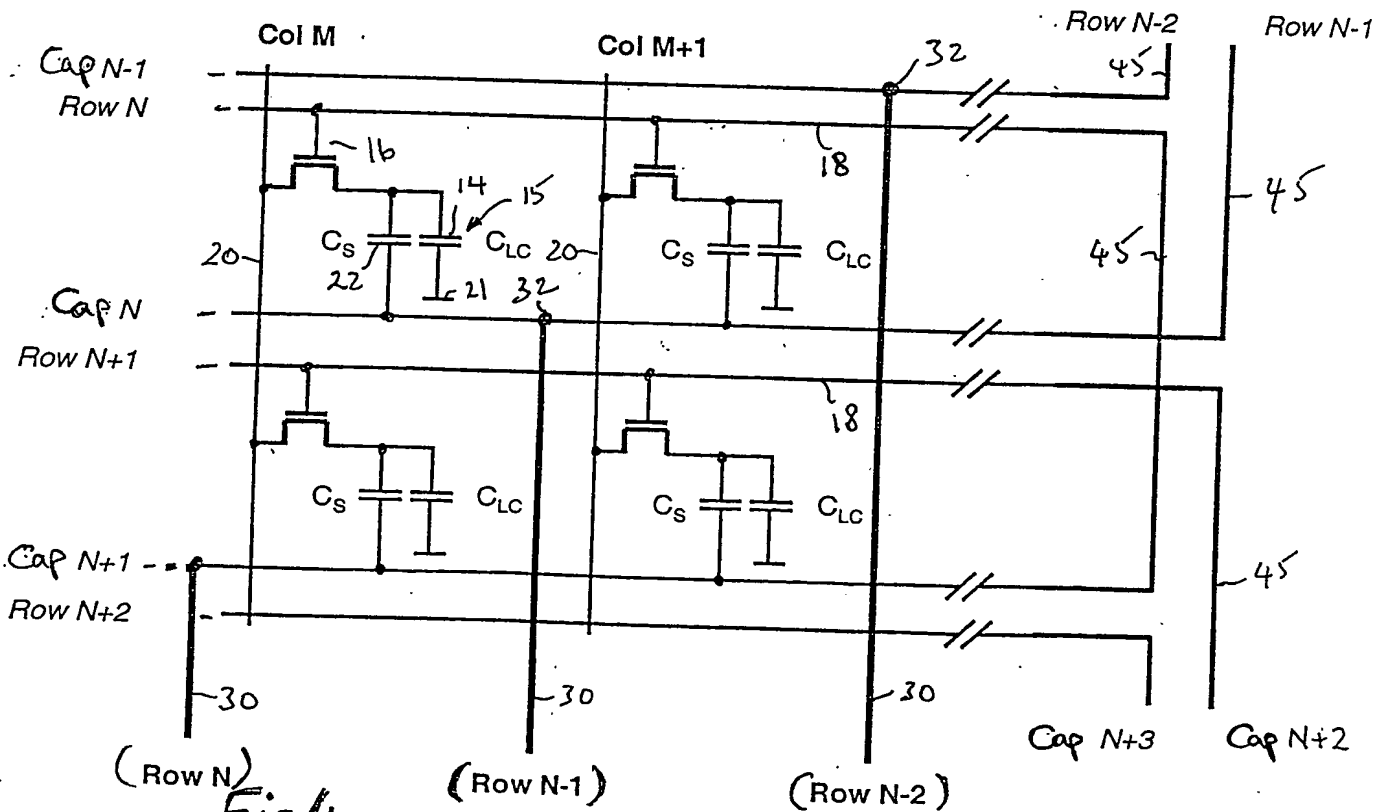 Row N-2 Row N-1
Col M Col M+1 32
Cap N-1 45
Row N
16 18
14 15 45
20 CS CLC 20 CS CLC 45
22 21 32
Cap N
Row N+1
18
CS CLC CS CLC
Cap N+1 45
Row N+2
30 30 30
Cap N+3 Cap N+2
(Row N) (Row N-1) (Row N-2)